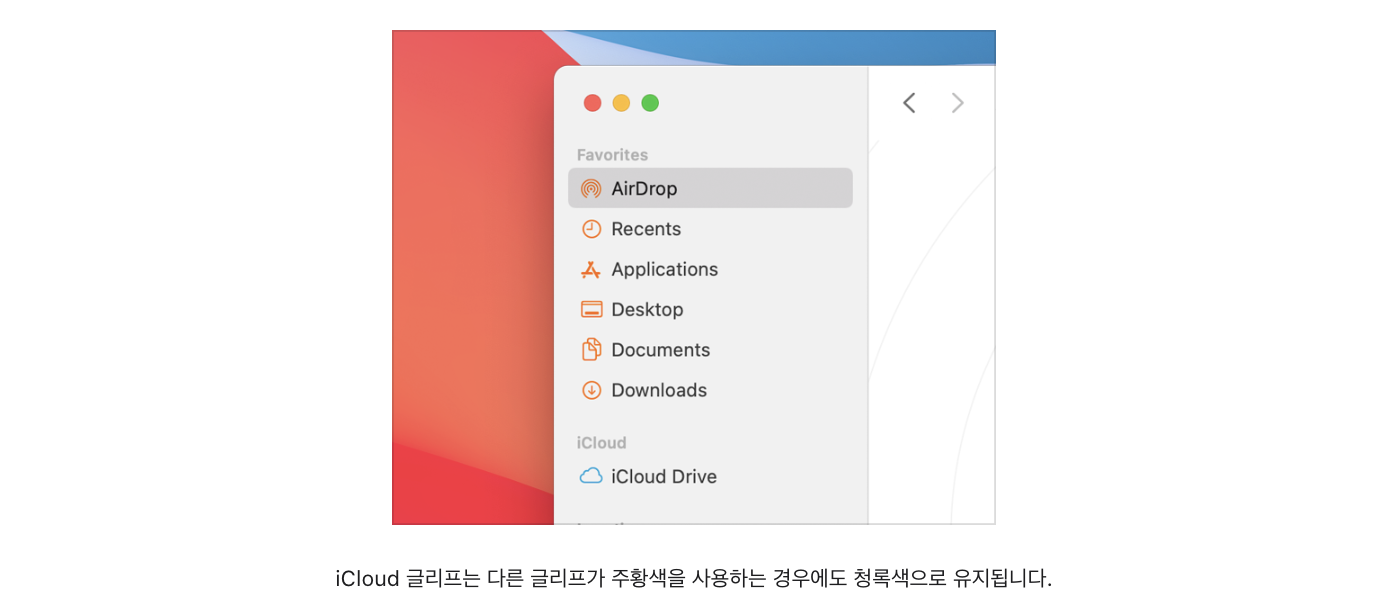 Favorites
AirDrop
Recents
Applications
Desktop
Documents
Downloads
iCloud
iCloud Drive
iCloud 글리프는 다른 글리프가 주황색을 사용하는 경우에도 청록색으로 유지됩니다.